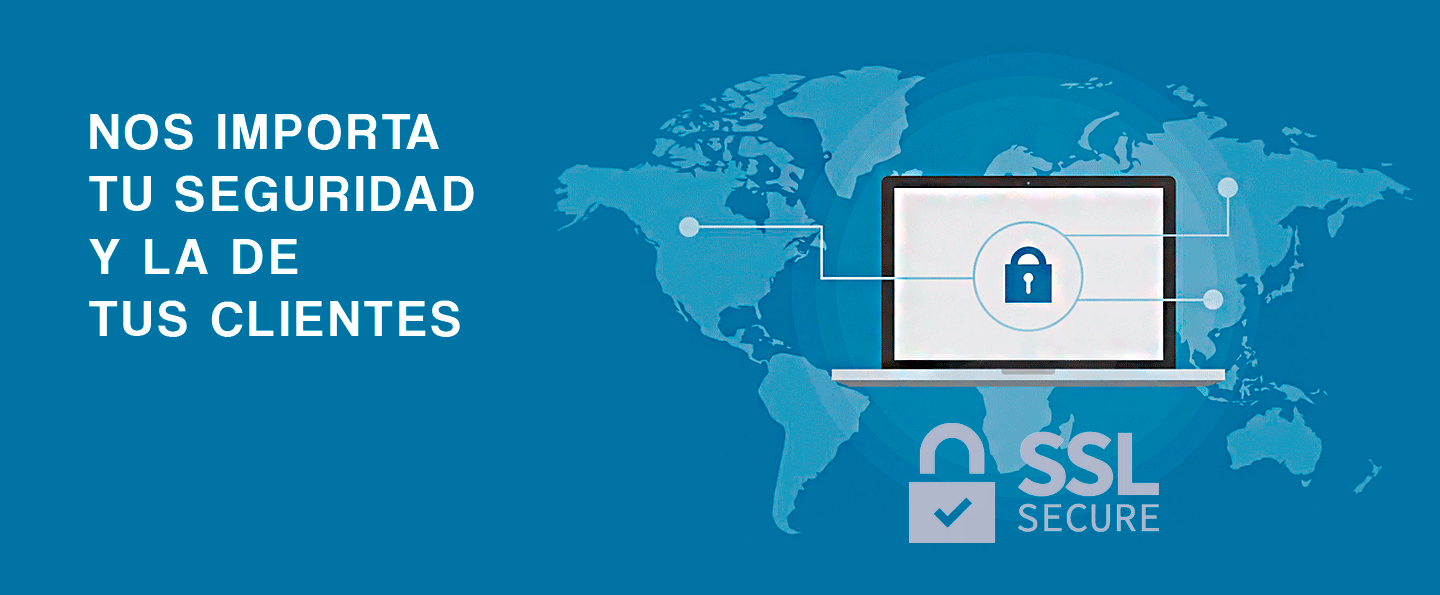 NOS IMPORTA
TU SEGURIDAD
Y LA DE
TUS CLIENTES
SSL
SECURE